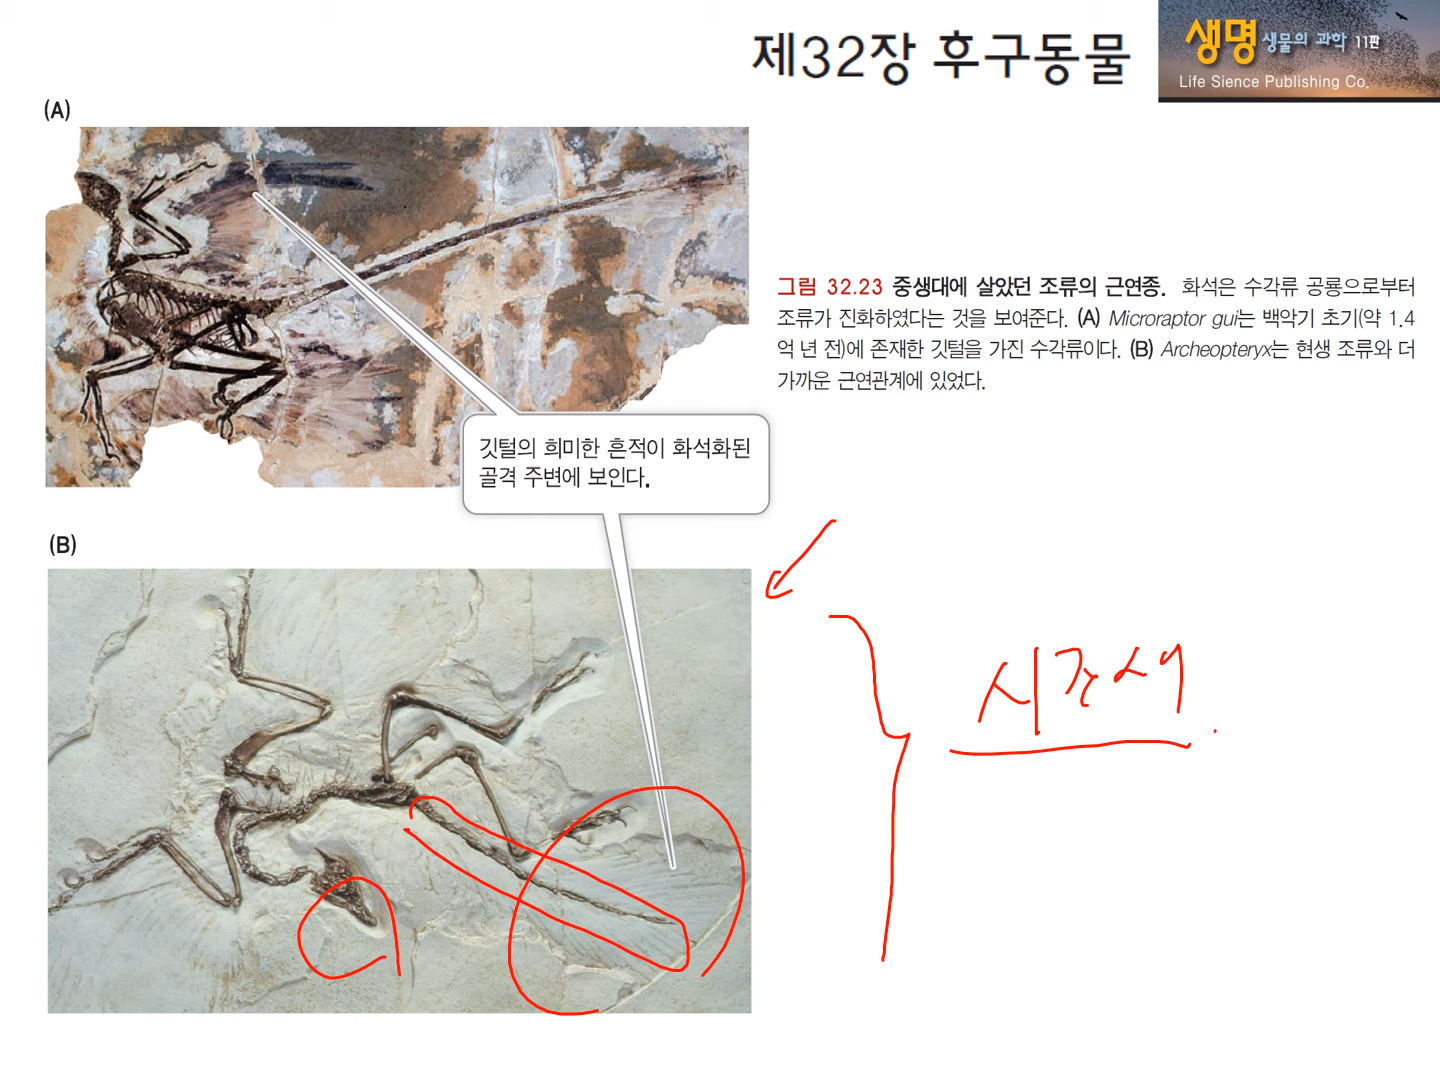 제32장 후구동물
생명 생물의 과학 11판
Life Sience Publishing Co.
(A)
그림 32.23 중생대에 살았던 조류의 근연종. 화석은 수각류 공룡으로부터
조류가 진화하였다는 것을 보여준다. (A) Microraptor gui는 백악기 초기(약 1.4
억 년 전)에 존재한 깃털을 가진 수각류이다. (B) Archeopteryx는 현생 조류와 더
가까운 근연관계에 있었다.
깃털의 희미한 흔적이 화석화된
골격 주변에 보인다.
(B)
시조새